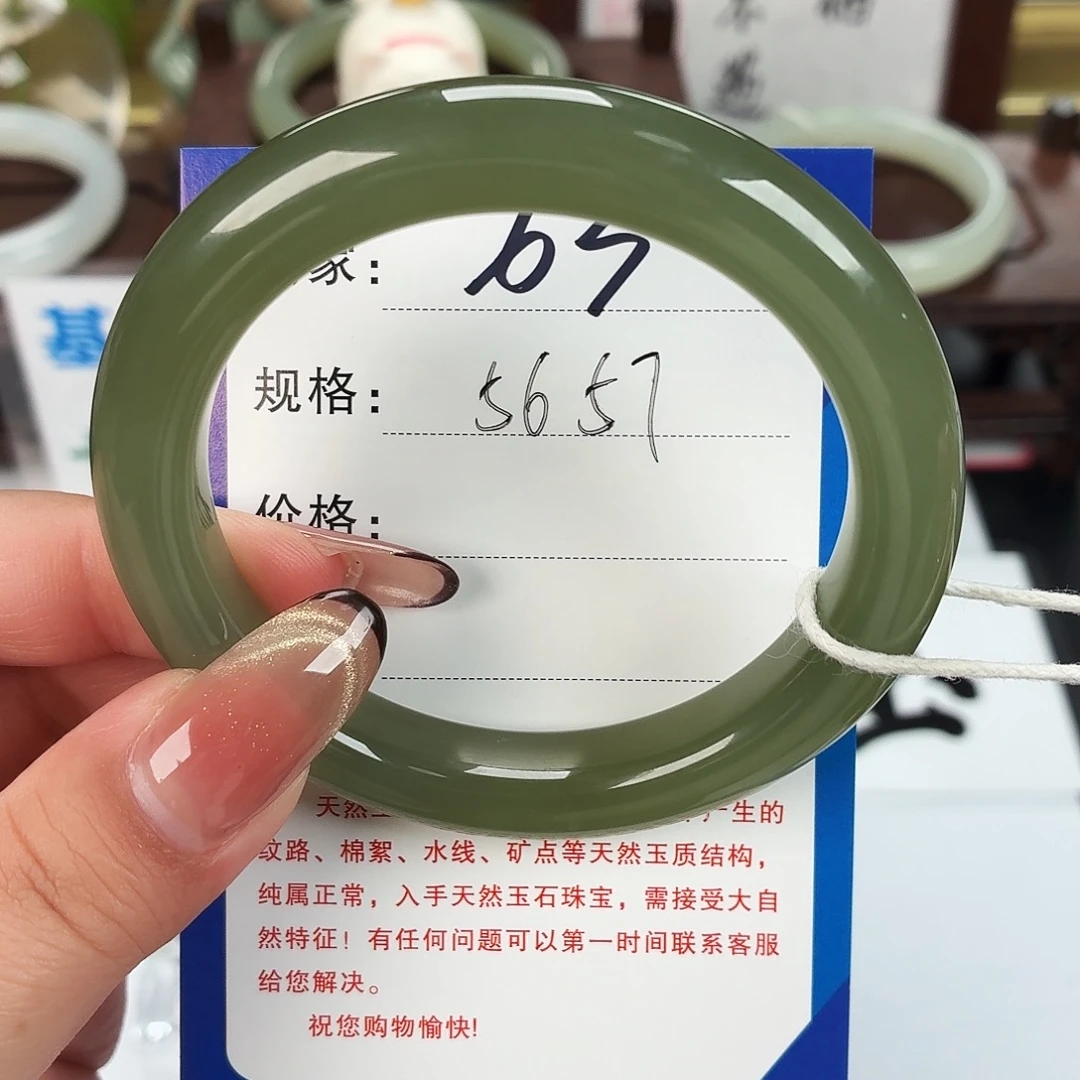 家：
规格：5657
价格：
基
天然
生的
纹路、棉絮、水线、矿点等天然玉质结构，
纯属正常，入手天然玉石珠宝，需接受大自
然特征！有任何问题可以第一时间联系客服
给您解决。
祝您购物愉快！